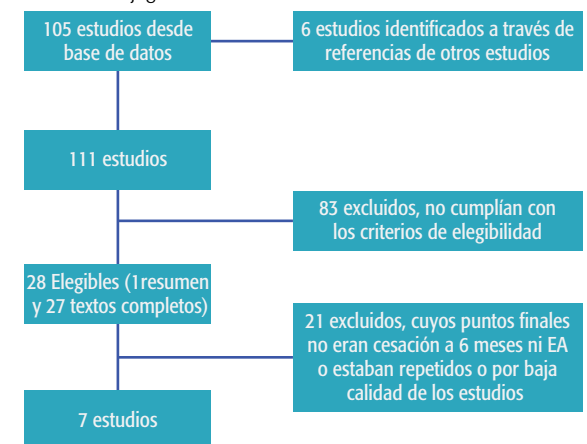 105 estudios desde
base de datos
6 estudios identificados a través de
referencias de otros estudios
111 estudios
83 excluidos, no cumplían con
los criterios de elegibilidad
28 Elegibles (1resumen
y 27 textos completos)
21 excluidos, cuyos puntos finales
no eran cesación a 6 meses ni EA
o estaban repetidos o por baja
calidad de los estudios
7 estudios